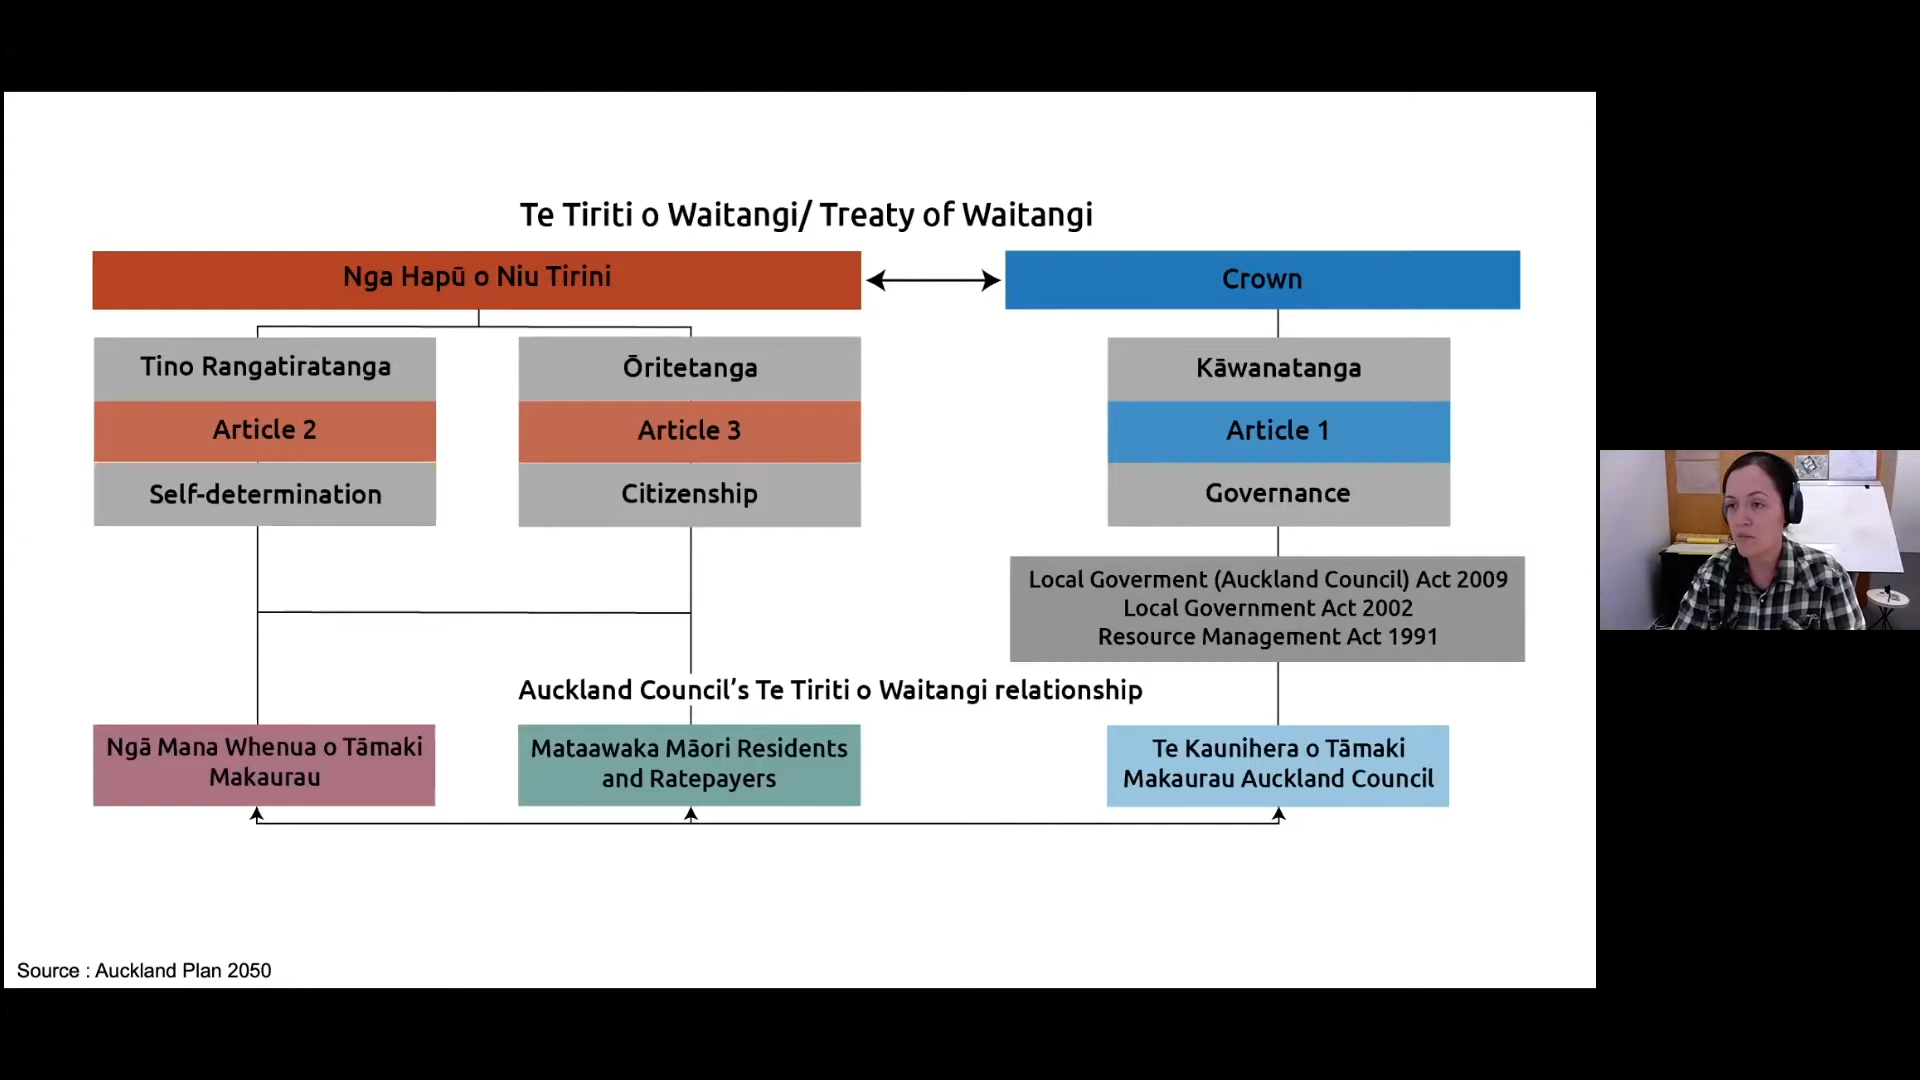 Te Tiriti o Waitangi/ Treaty of Waitangi
Nga Hapū o Niu Tirini
Crown
Tino Rangatiratanga
Article 2
Self-determination
Ōritetanga
Article 3
Citizenship
Kāwanatanga
Article 1
Governance
Local Goverment (Auckland Council) Act 2009
Local Government Act 2002
Resource Management Act 1991
Auckland Council’s Te Tiriti o Waitangi relationship
Ngā Mana Whenua o Tāmaki
Makaurau
Mataawaka Māori Residents
and Ratepayers
Te Kaunihera o Tāmaki
Makaurau Auckland Council
Source : Auckland Plan 2050